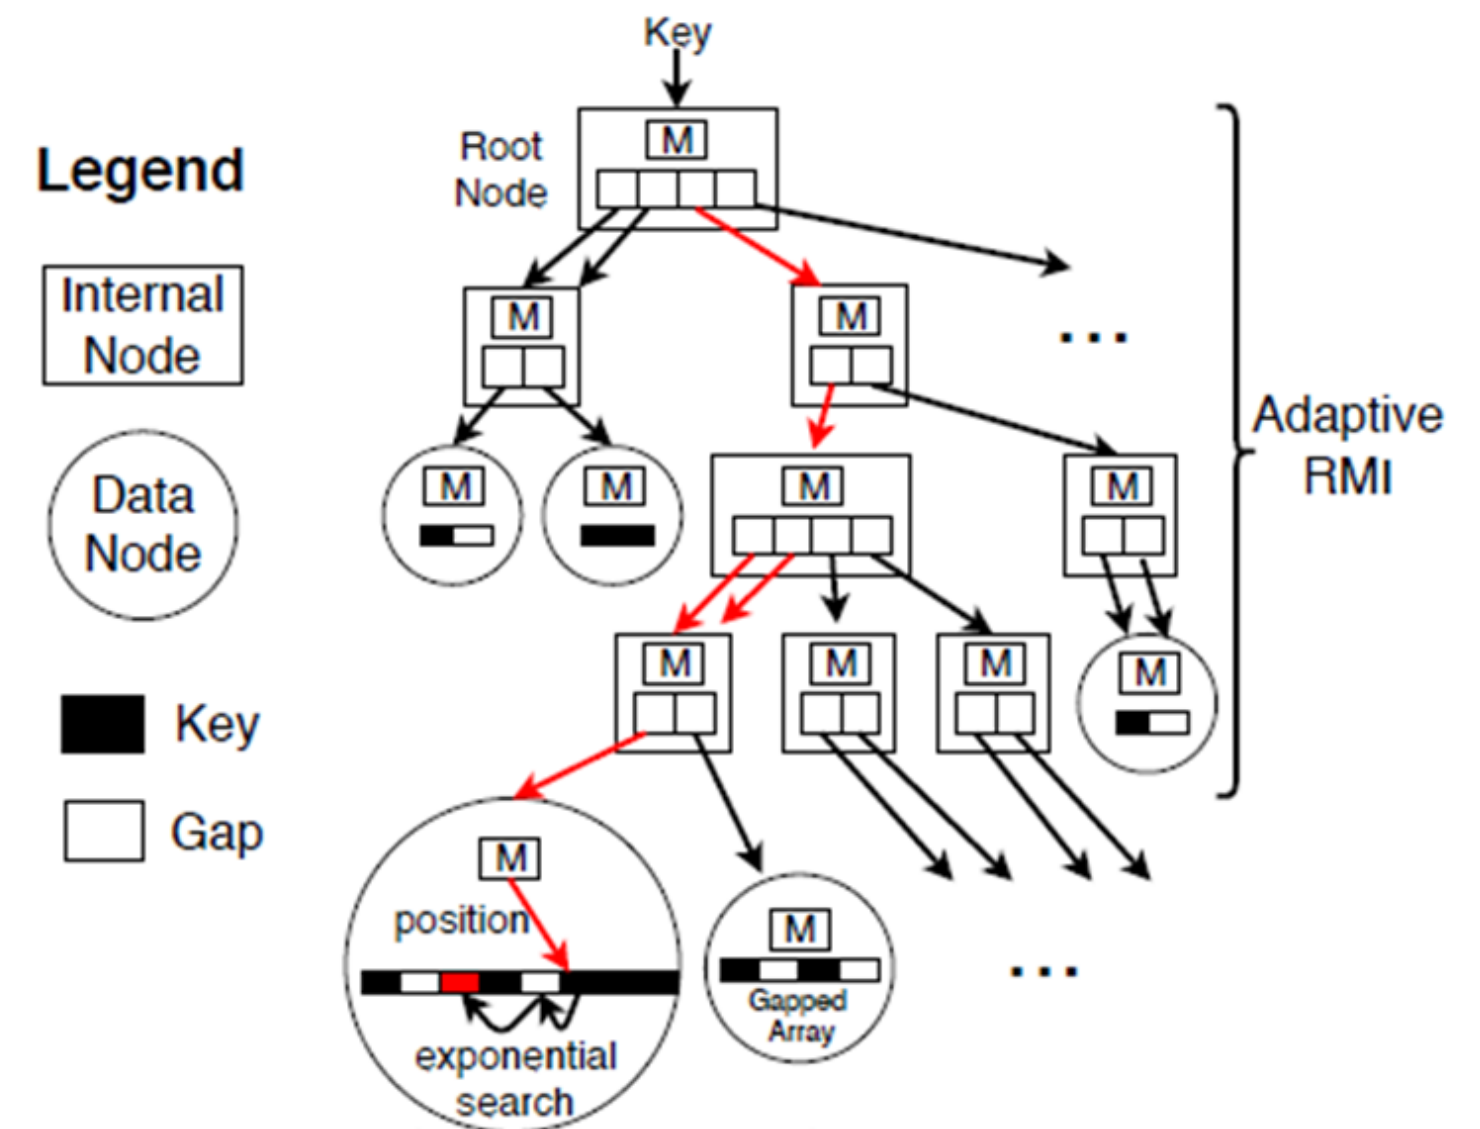 Key
Root
Node
M
Legend
Internal
Node
M
M
...
Data
Node
M
M
M
M
Adaptive
RMI
Key
Gap
M
M
M
M
M
position
exponential
search
M
Gapped
Array
...